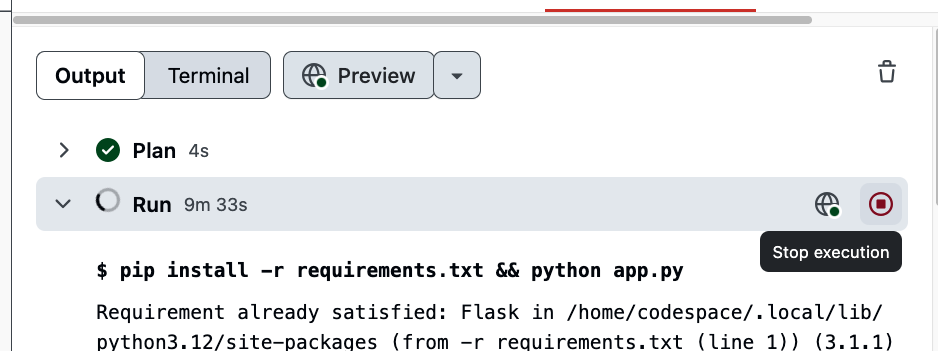 Output Terminal Preview
Plan 4s
Run 9m 33s
Stop execution
$ pip install -r requirements.txt && python app.py
Requirement already satisfied: Flask in /home/codespace/.local/lib/
python3.12/site-packages (from -r requirements.txt (line 1)) (3.1.1)